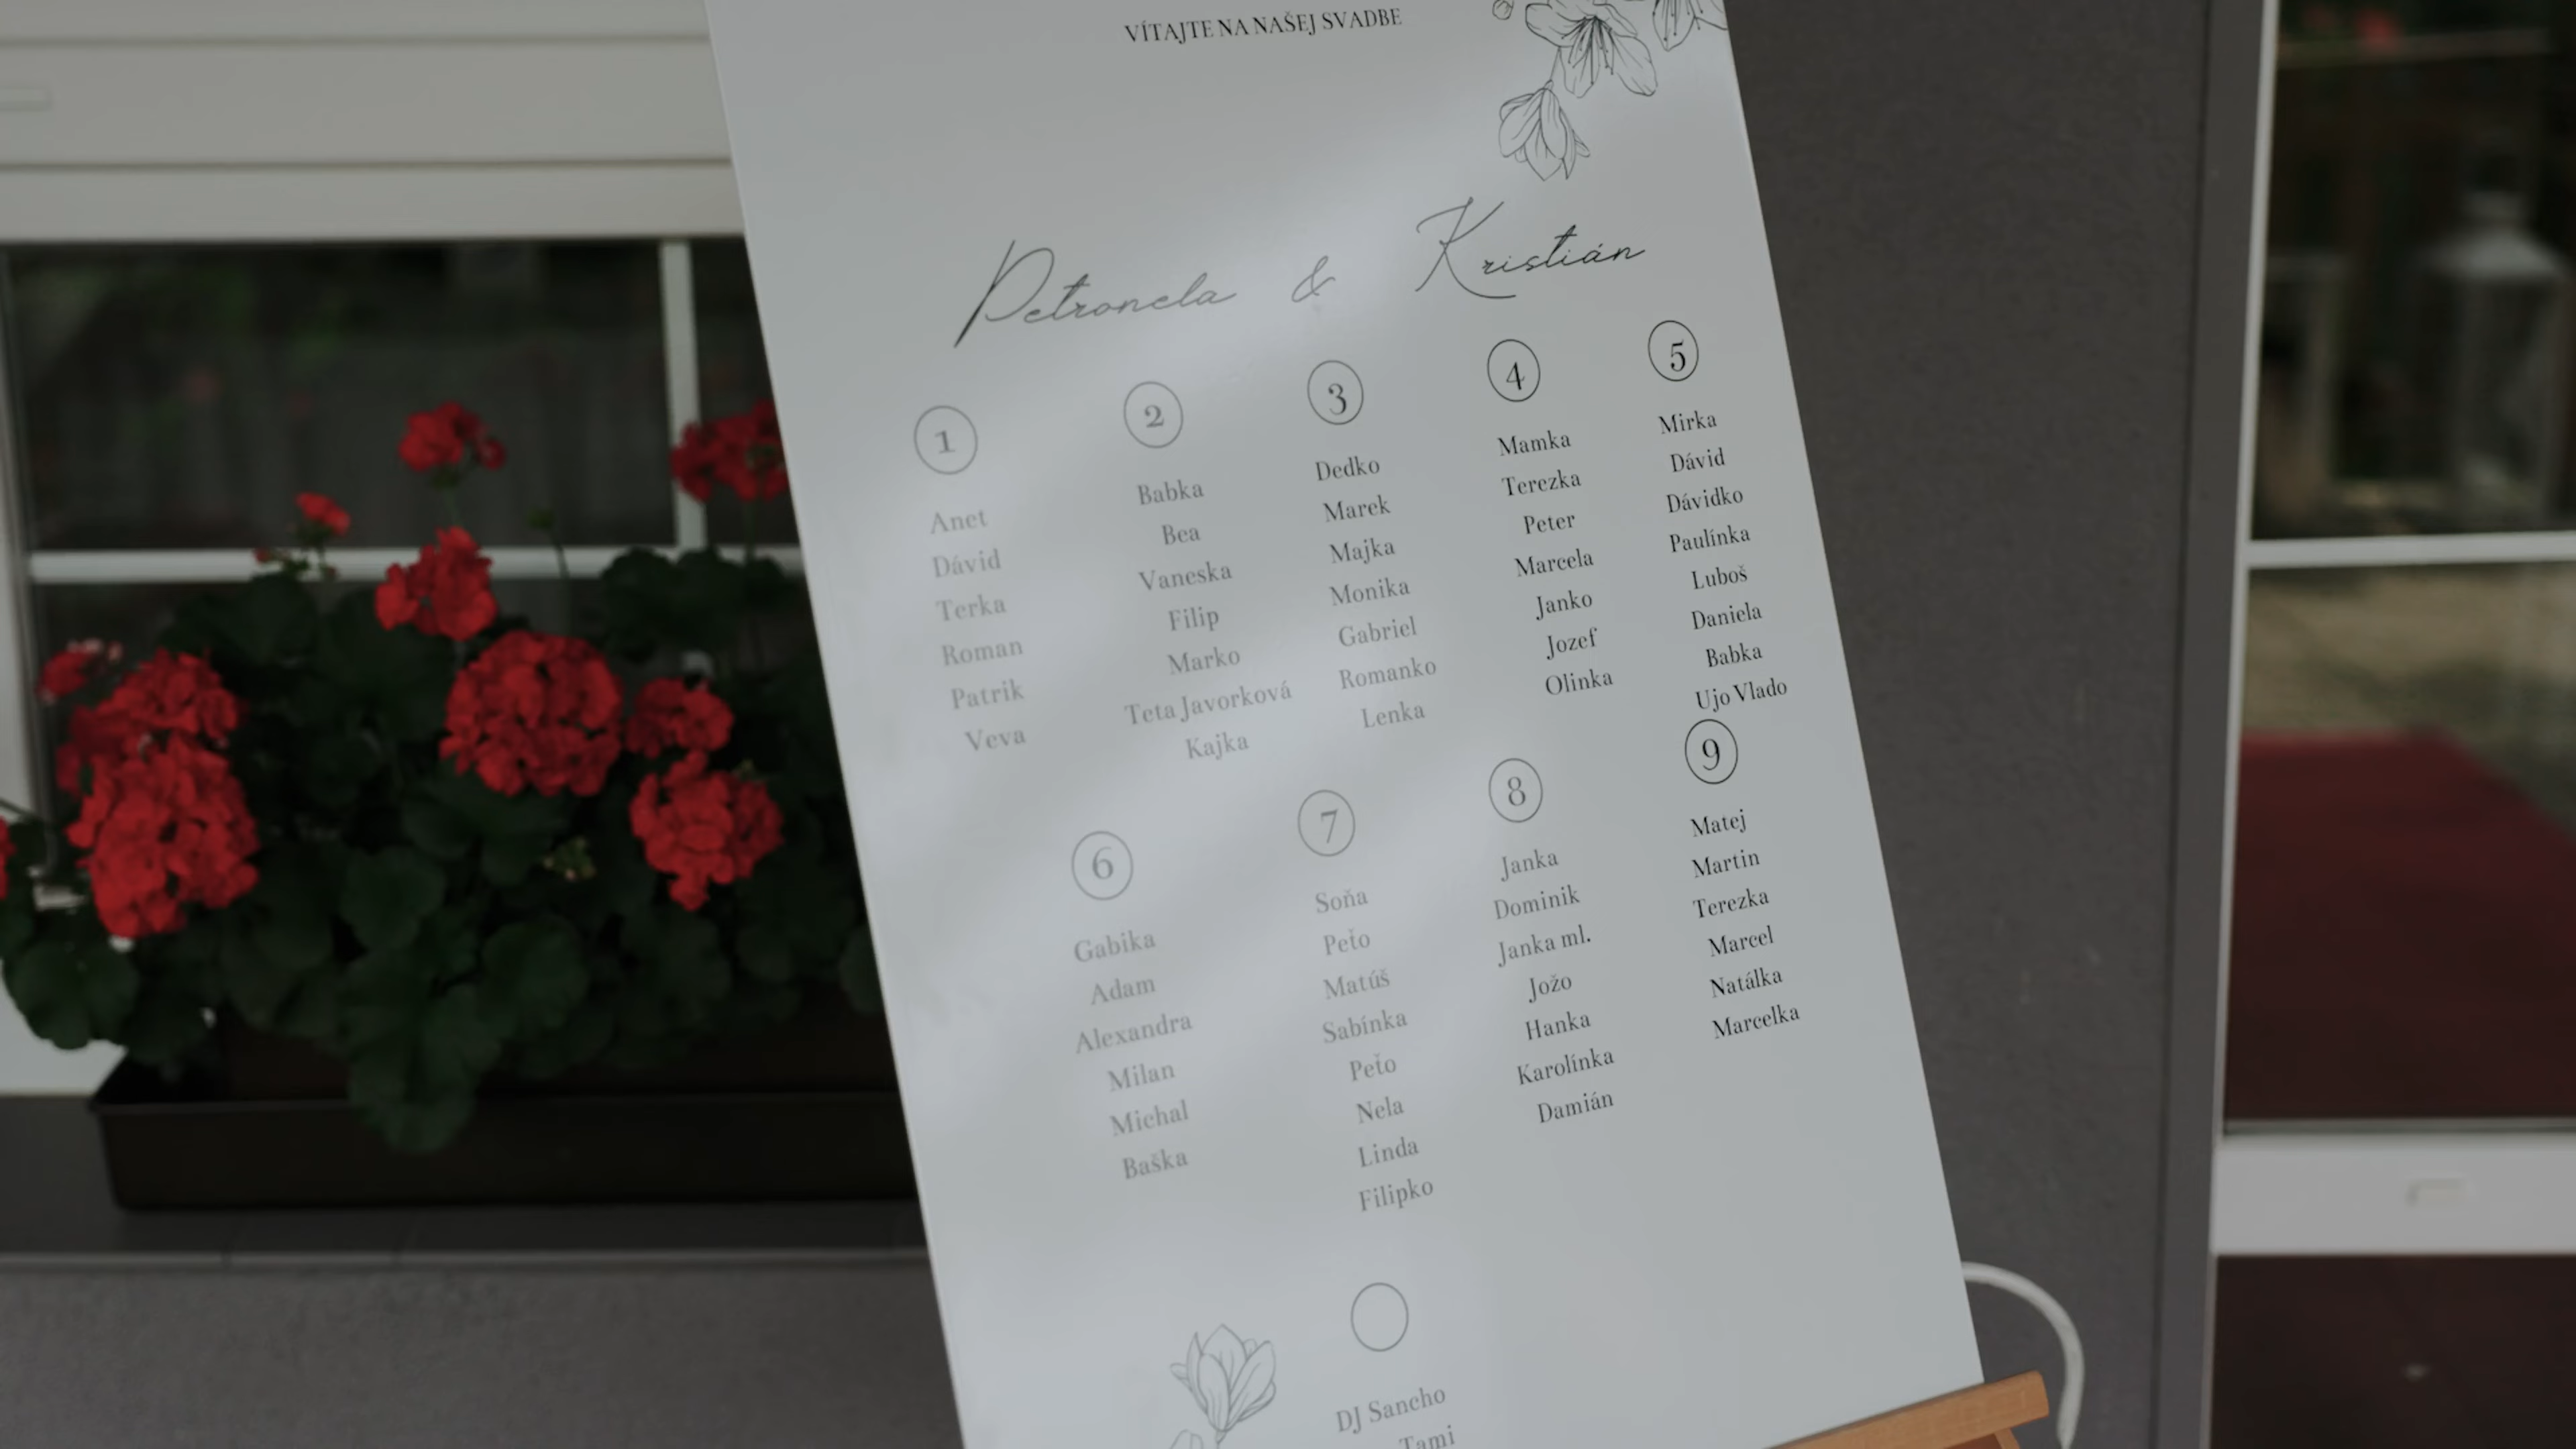 VÍTAJTE NA NAŠEJ SVADBE
Petronela & Kristián
1
Anet
Dávid
Terka
Roman
Patrik
Veva
2
Babka
Bea
Vaneska
Filip
Marko
Teta Javorková
Kajka
3
Dedko
Marek
Majka
Monika
Gabriel
Romanko
Lenka
4
Mamka
Terezka
Peter
Marcela
Janko
Jozef
Olinka
5
Mirka
Dávid
Dávidko
Paulínka
Luboš
Daniela
Babka
Ujo Vlado
6
Gabika
Adam
Alexandra
Milan
Michal
Baška
7
Soňa
Peťo
Matúš
Sabínka
Peťo
Nela
Linda
Filipko
8
Janka
Dominik
Janka ml.
Jožo
Hanka
Karolínka
Damián
9
Matej
Martin
Terezka
Marcel
Natálka
Marcelka
DJ Sancho
Tami